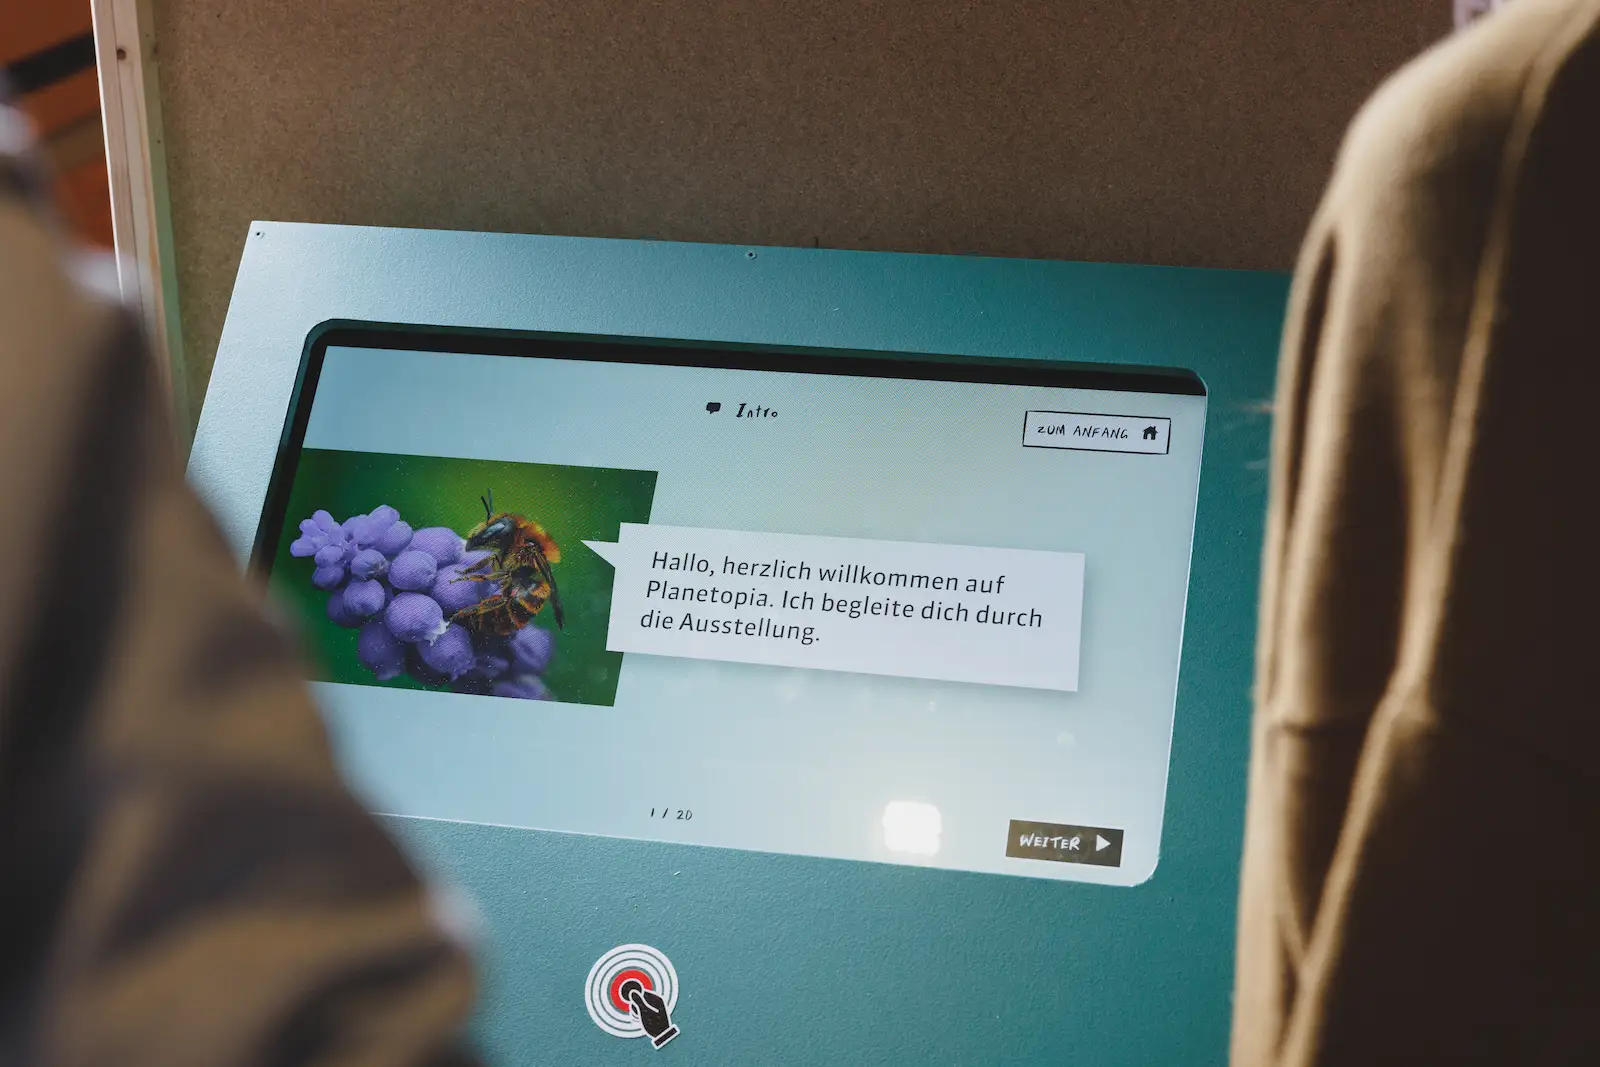 Intro
ZUM ANFANG
Hallo, herzlich willkommen auf
Planetopia. Ich begleite dich durch
die Ausstellung.
1 / 20
WEITER